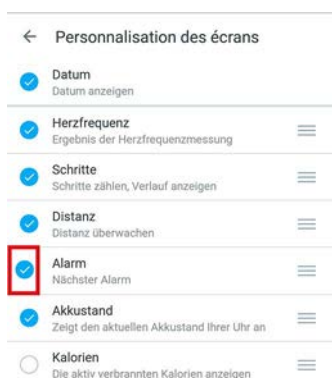 Personnalisation des écrans
Datum
Datum anzeigen
Herzfrequenz
Ergebnis der Herzfrequenzmessung
Schritte
Schritte zählen, Verlauf anzeigen
Distanz
Distanz überwachen
Alarm
Nächster Alarm
Akkustand
Zeigt den aktuellen Akkustand Ihrer Uhr an
Kalorien
Die aktiv verbrannten Kalorien anzeigen